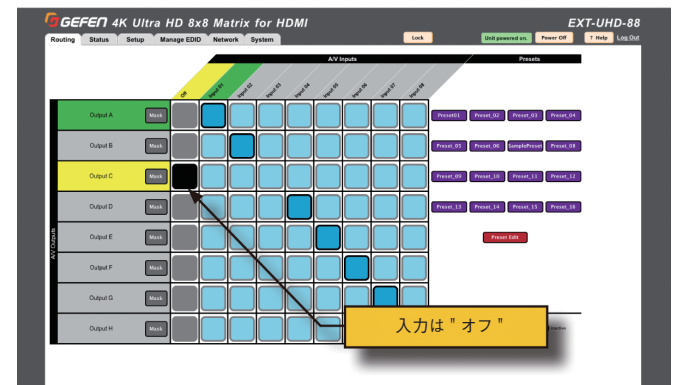 GEFEN 4K Ultra HD 8x8 Matrix for HDMI
EXT-UHD-88
Routing Status Setup Manage EDID Network System
Lock Unit powered on. Power Off ? Help Log Out
A/V Inputs Presets
Off Input 01 Input 02 Input 03 Input 04 Input 05 Input 06 Input 07 Input 08
Output A Mask Preset01 Preset_02 Preset_03 Preset_04
Output B Mask Preset_05 Preset_06 SamplePreset Preset_08
Output C Mask Preset_09 Preset_10 Preset_11 Preset_12
Output D Mask Preset_13 Preset_14 Preset_15 Preset_16
A/V Outputs
Output E Mask Preset Edit
Output F Mask
Output G Mask
Output H Mask Inactive
入力は " オフ "